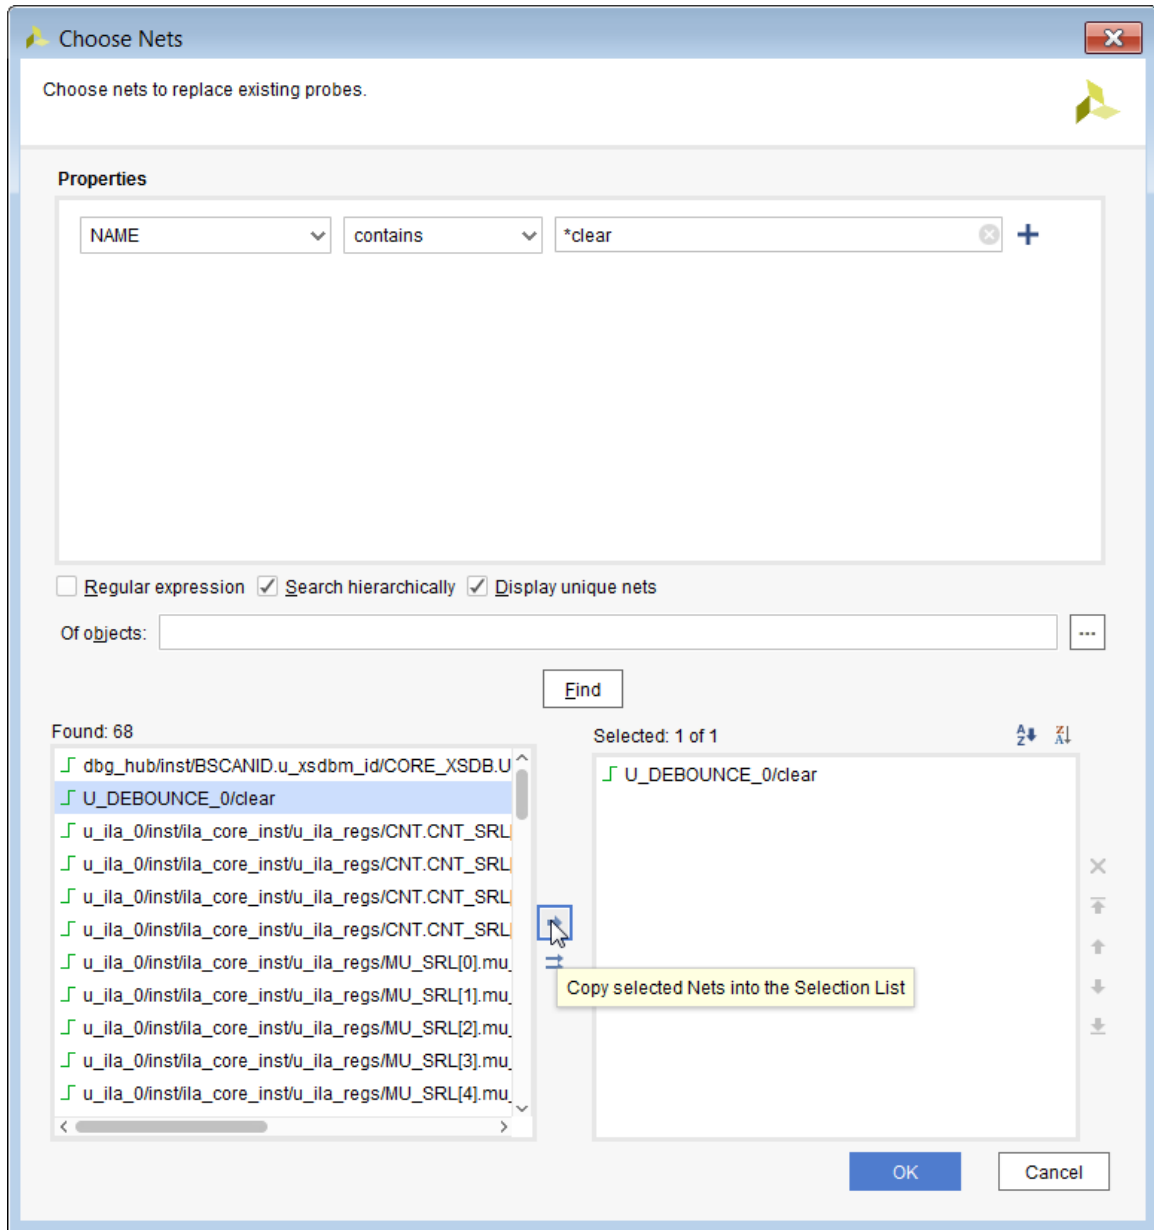 Choose Nets
Choose nets to replace existing probes.
Properties
NAME contains *clear
Regular expression Search hierarchically Display unique nets
Of objects: ...
Find
Found: 68
Selected: 1 of 1
dbg_hub/inst/BSCANID.u_xsdbm_id/CORE_XSDB.U
U_DEBOUNCE_0/clear
u_ila_0/inst/ila_core_inst/u_ila_regs/CNT.CNT_SRL[
u_ila_0/inst/ila_core_inst/u_ila_regs/CNT.CNT_SRL[
u_ila_0/inst/ila_core_inst/u_ila_regs/CNT.CNT_SRL[
u_ila_0/inst/ila_core_inst/u_ila_regs/CNT.CNT_SRL[
u_ila_0/inst/ila_core_inst/u_ila_regs/MU_SRL[0].mu_
u_ila_0/inst/ila_core_inst/u_ila_regs/MU_SRL[1].mu_
u_ila_0/inst/ila_core_inst/u_ila_regs/MU_SRL[2].mu_
u_ila_0/inst/ila_core_inst/u_ila_regs/MU_SRL[3].mu_
u_ila_0/inst/ila_core_inst/u_ila_regs/MU_SRL[4].mu_
U_DEBOUNCE_0/clear
Copy selected Nets into the Selection List
OK Cancel